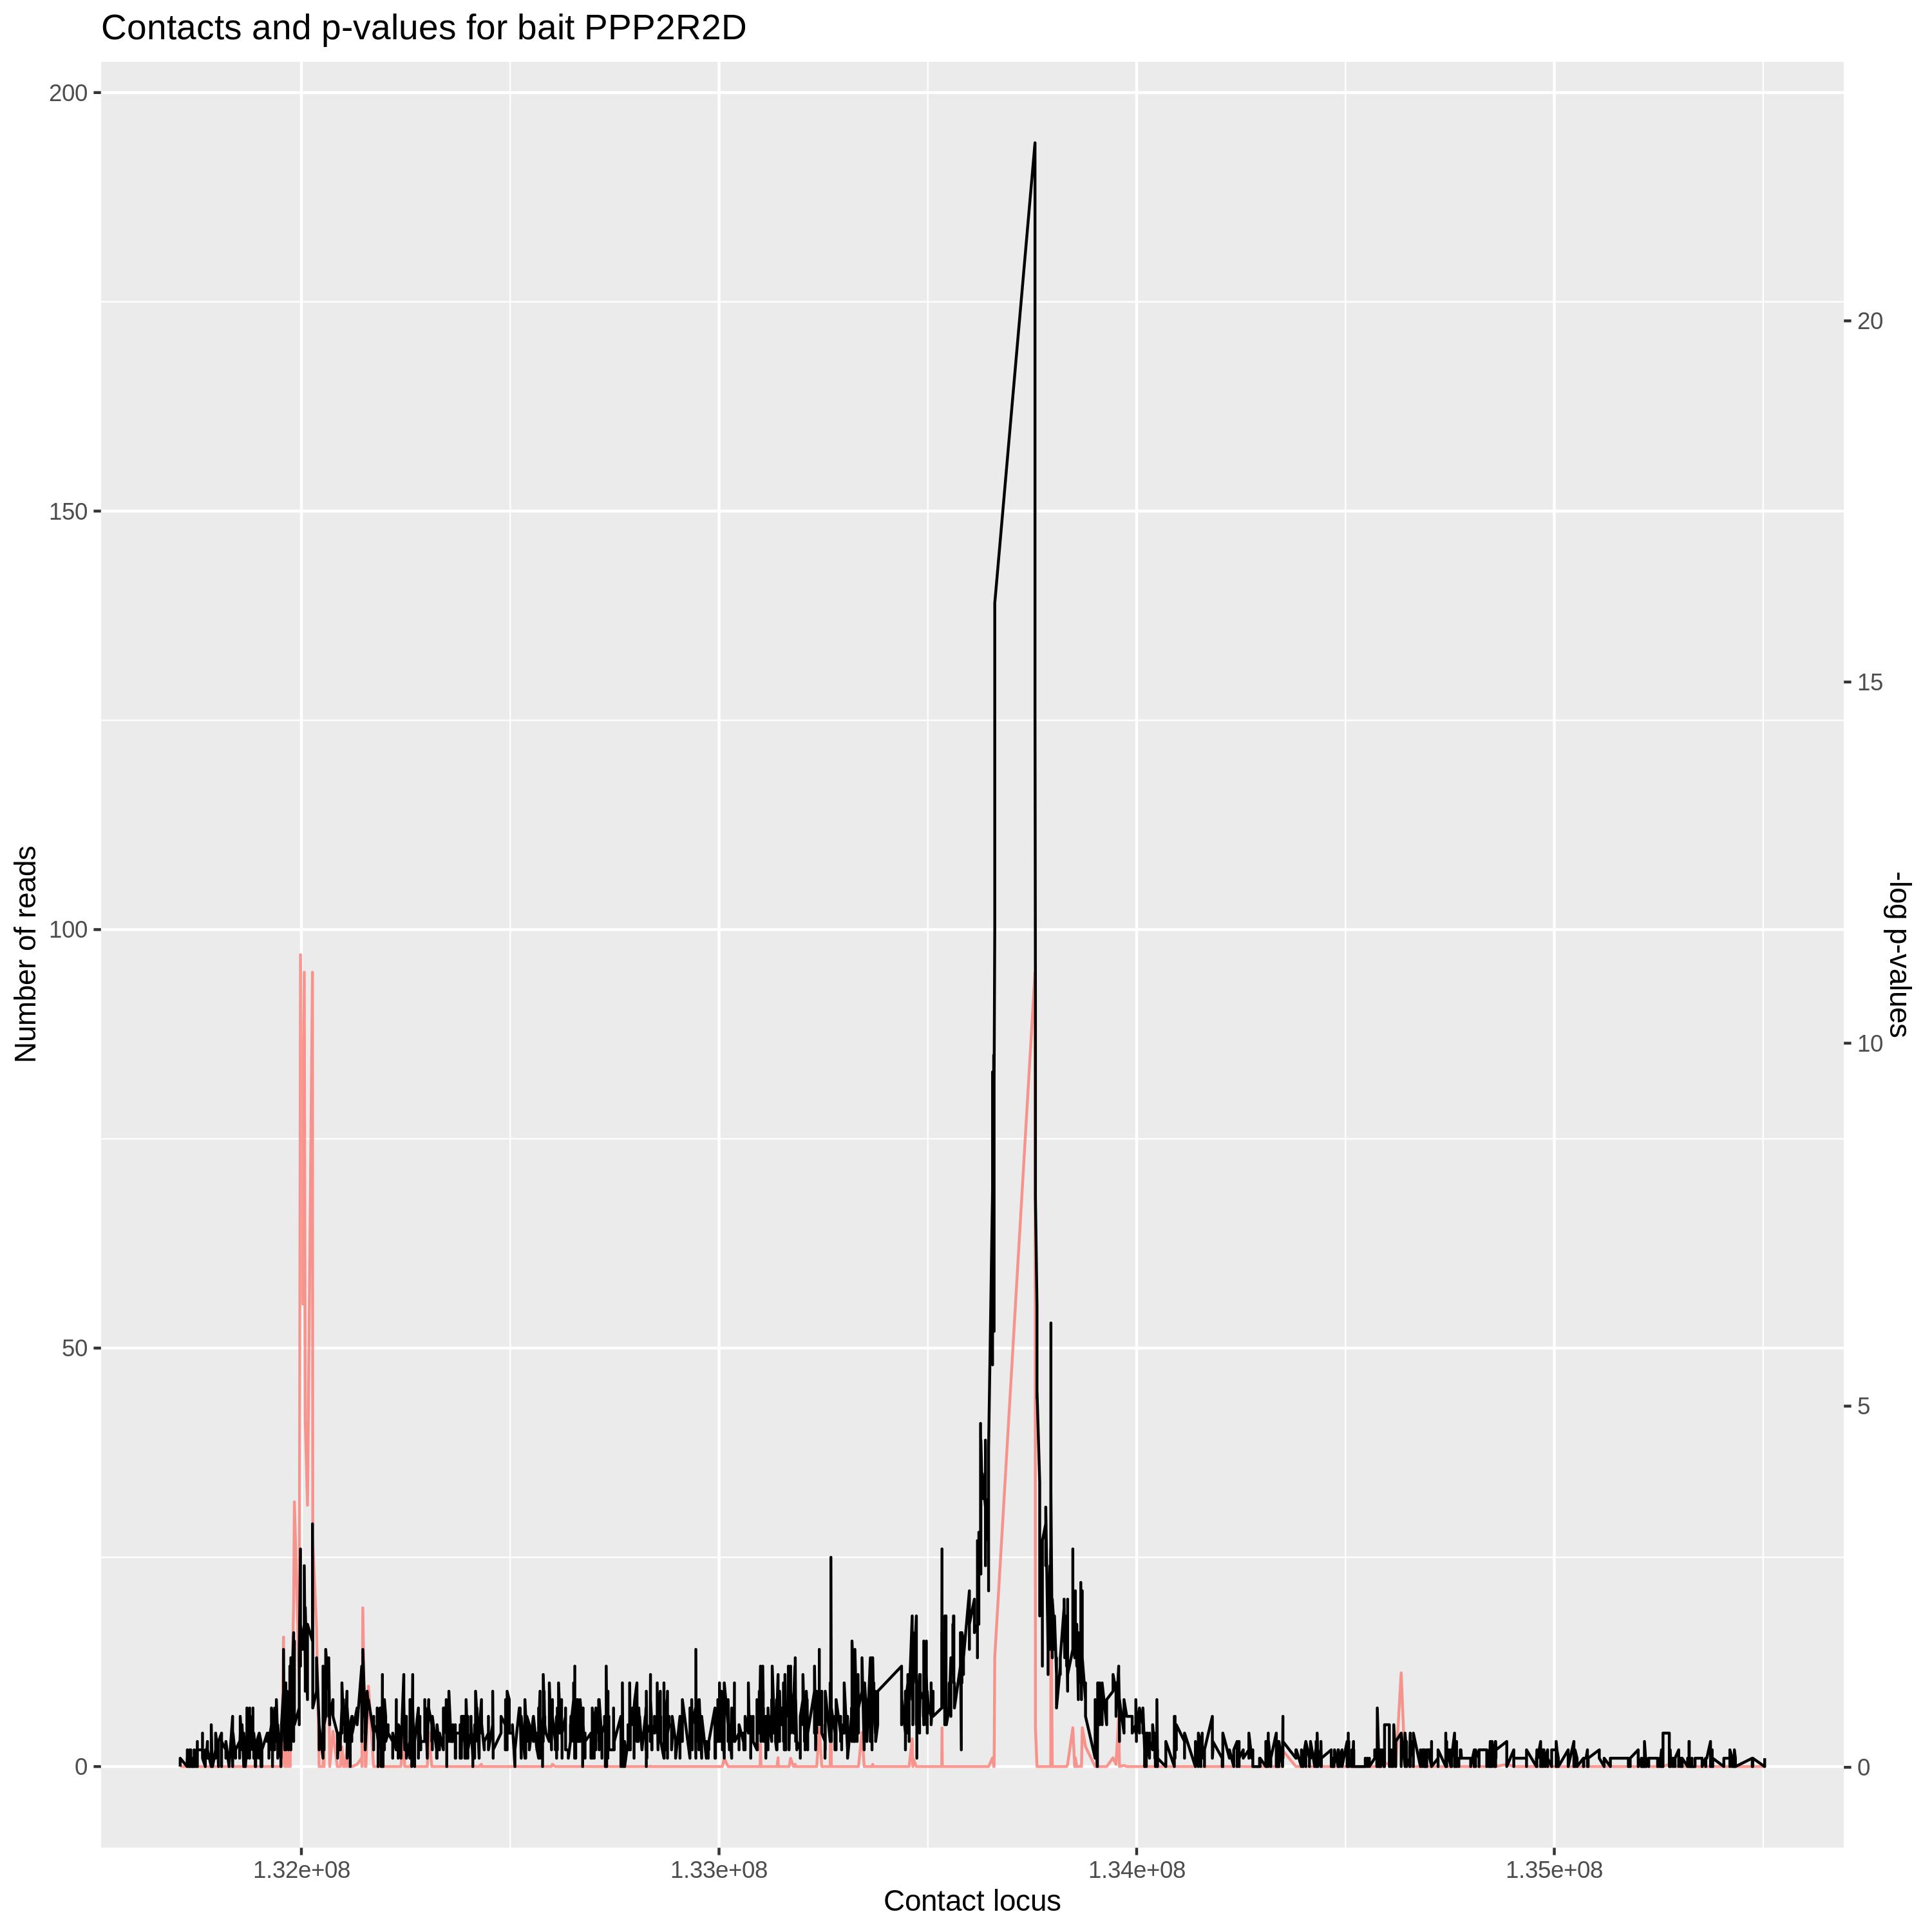 Contacts and p-values for bait PPP2R2D
200
150
100
50
0
Number of reads
20
15
10
5
0
-log p-values
1.32e+08
1.33e+08
1.34e+08
1.35e+08
Contact locus